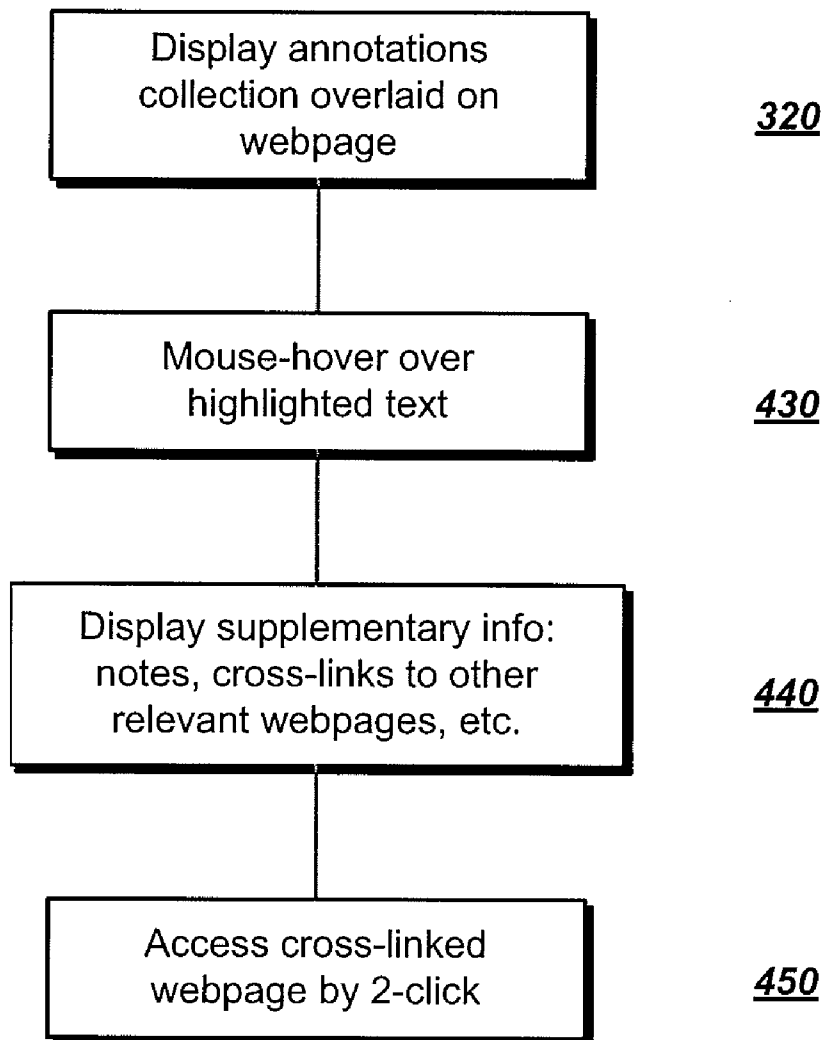 Display annotations
collection overlaid on
webpage
320
Mouse-hover over
highlighted text
430
Display supplementary info:
notes, cross-links to other
relevant webpages, etc.
440
Access cross-linked
webpage by 2-click
450